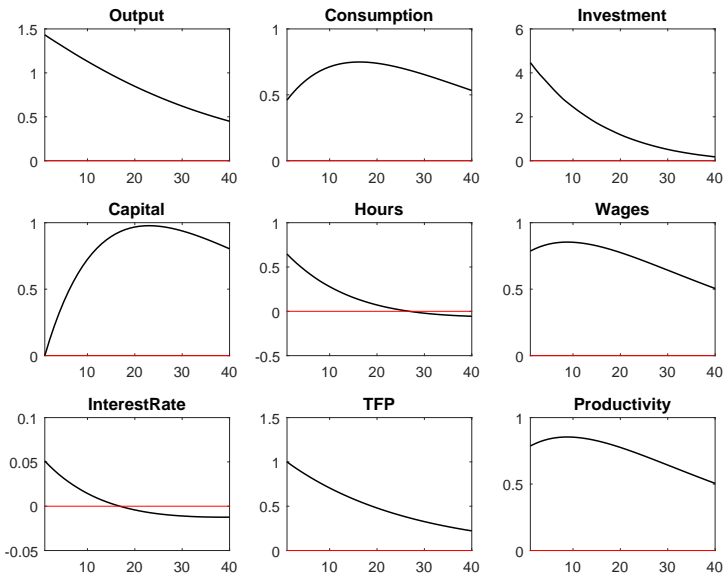 Output Consumption Investment
1.5 1 6
1 4
0.5 0.5 2
0 0 0
10 20 30 40 10 20 30 40 10 20 30 40
Capital Hours Wages
1 1 1
0.5 0.5 0.5
0 0 0
-0.5
10 20 30 40 10 20 30 40 10 20 30 40
InterestRate TFP Productivity
0.1 1.5 1
0.05 1 0.5
0 0.5 0
-0.05 0
10 20 30 40 10 20 30 40 10 20 30 40